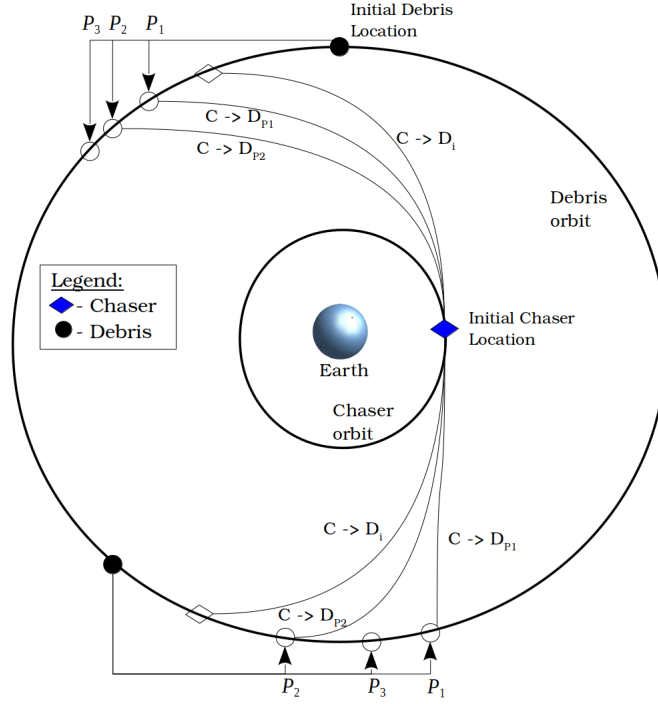 Initial Debris
Location
P3 P2 P1
C -> DP1
C -> Di
C -> DP2
Debris
orbit
Legend:
- Chaser
- Debris
Initial Chaser
Location
Earth
Chaser
orbit
C -> Di
C -> DP1
C -> DP2
P2 P3 P1